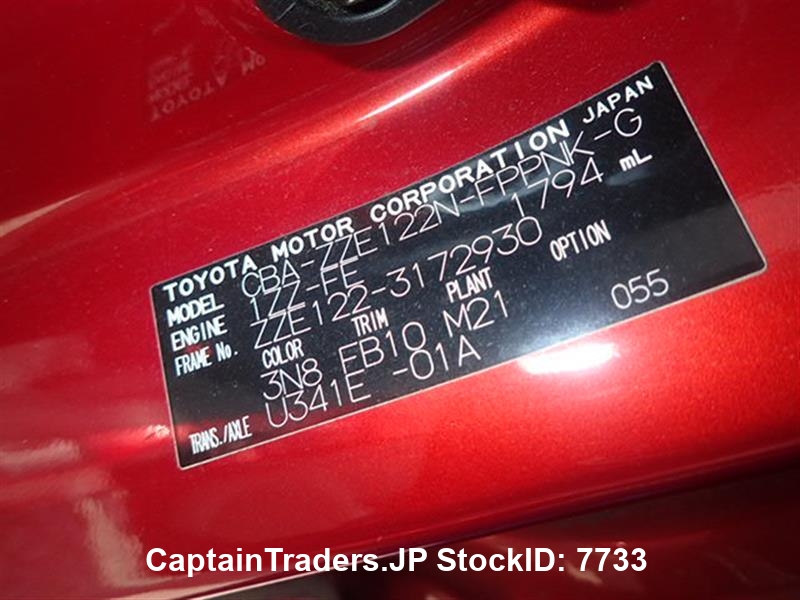 TOYOTA MOTOR CORPORATION JAPAN
MODEL CBA-ZZE122N-FPPNK-G
ENGINE 1ZZ-FE 1794 mL
FRAME No. ZZE122-3172930
COLOR TRIM PLANT OPTION
3N8 FB10 M21 055
TRANS./AXLE U341E -01A
CaptainTraders.JP StockID: 7733